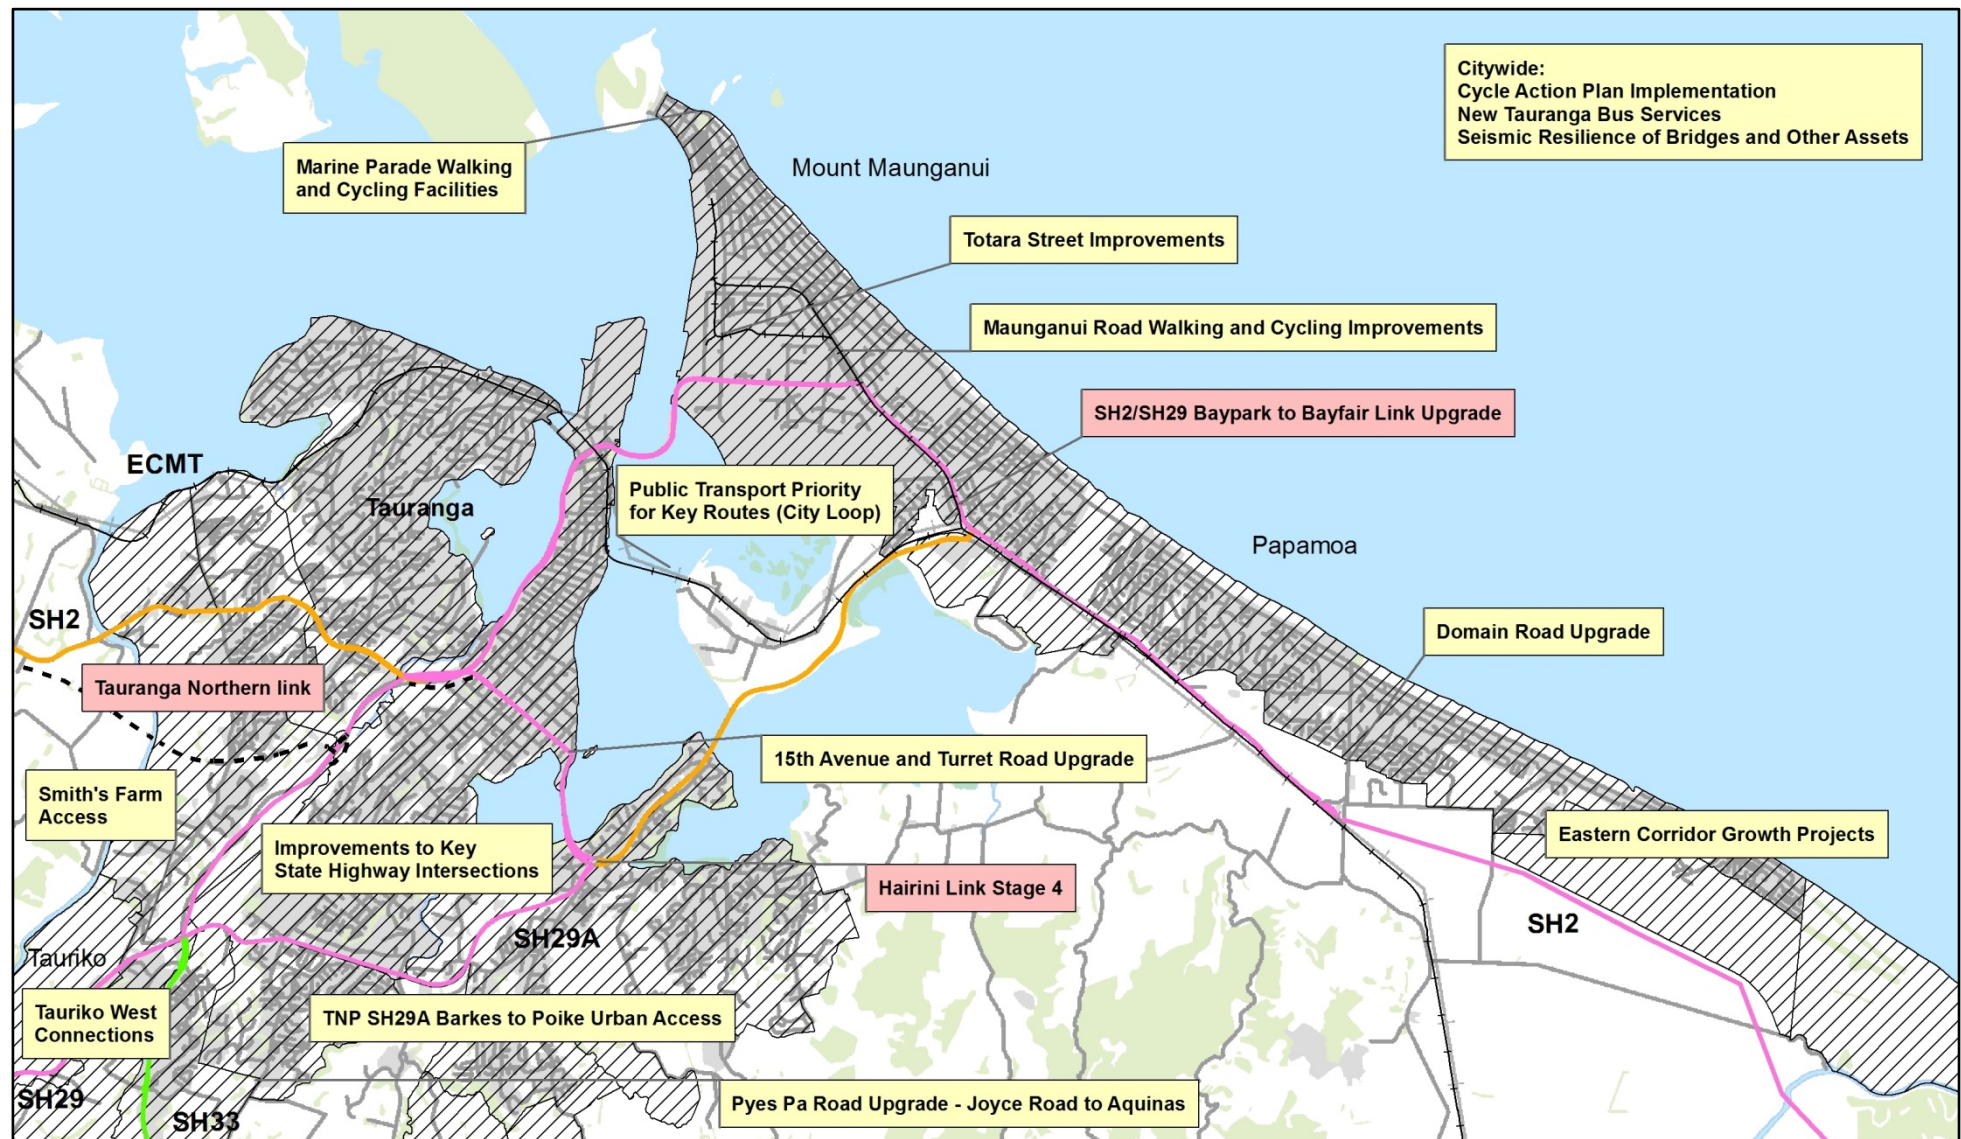 Citywide:
Cycle Action Plan Implementation
New Tauranga Bus Services
Seismic Resilience of Bridges and Other Assets
Marine Parade Walking
and Cycling Facilities
Mount Maunganui
Totara Street Improvements
Maunganui Road Walking and Cycling Improvements
SH2/SH29 Baypark to Bayfair Link Upgrade
ECMT
Public Transport Priority
for Key Routes (City Loop)
Tauranga
Papamoa
SH2
Domain Road Upgrade
Tauranga Northern link
15th Avenue and Turret Road Upgrade
Smith's Farm
Access
Improvements to Key
State Highway Intersections
Eastern Corridor Growth Projects
Hairini Link Stage 4
SH29A
SH2
Tauriko
Tauriko West
Connections
TNP SH29A Barkes to Poike Urban Access
SH29
Pyes Pa Road Upgrade - Joyce Road to Aquinas
SH33